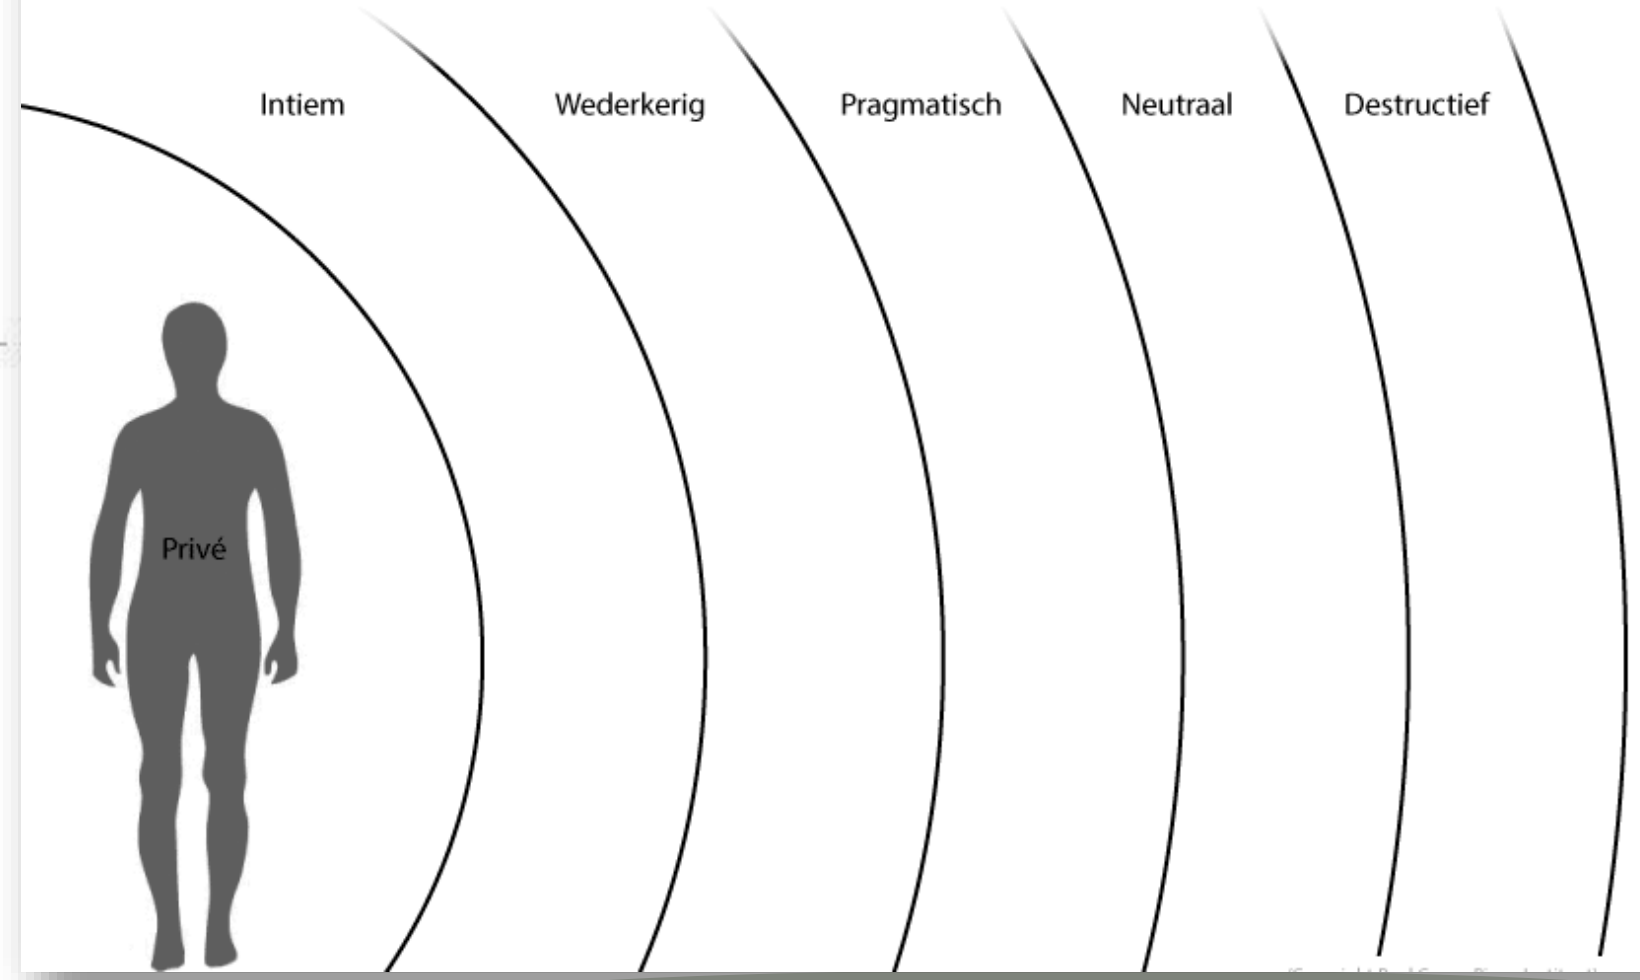 Intiem
Wederkerig
Pragmatisch
Neutraal
Destructief
Privé